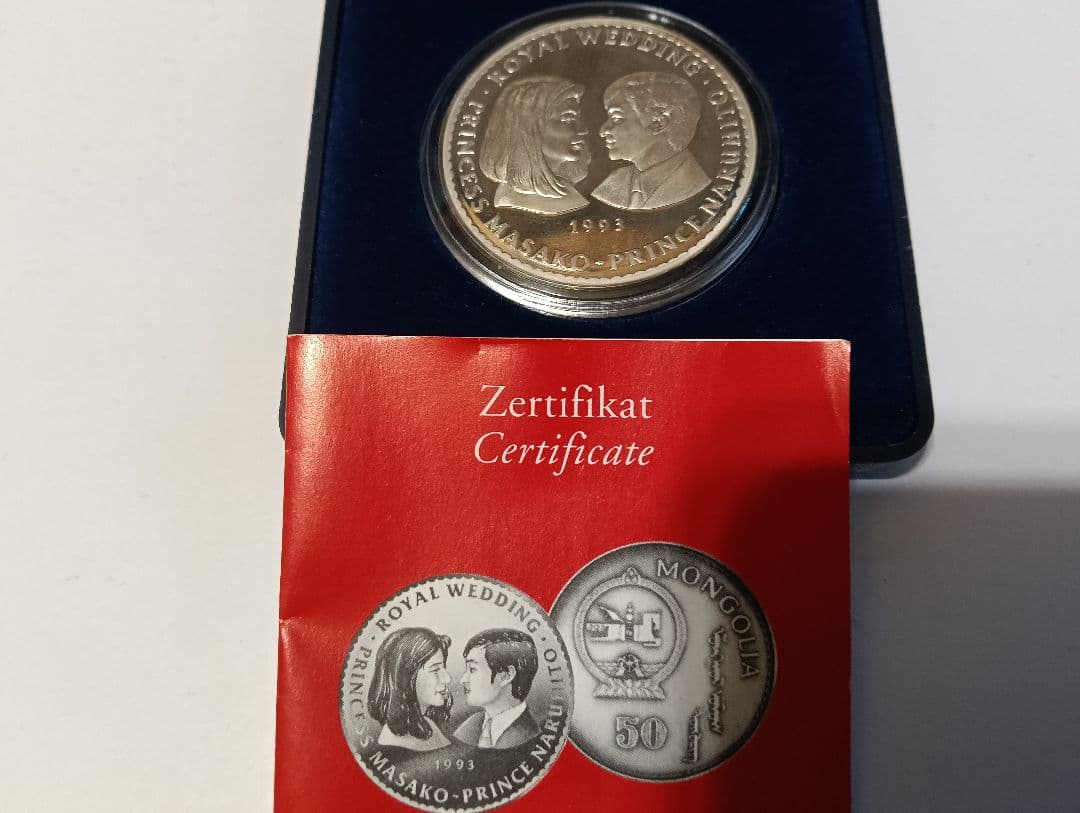 · ROYAL WEDDING ·
PRINCESS MASAKO - PRINCE NARUHITO
1993
Zertifikat
Certificate
· ROYAL WEDDING ·
PRINCESS MASAKO - PRINCE NARUHITO
1993
MONGOLIA
50